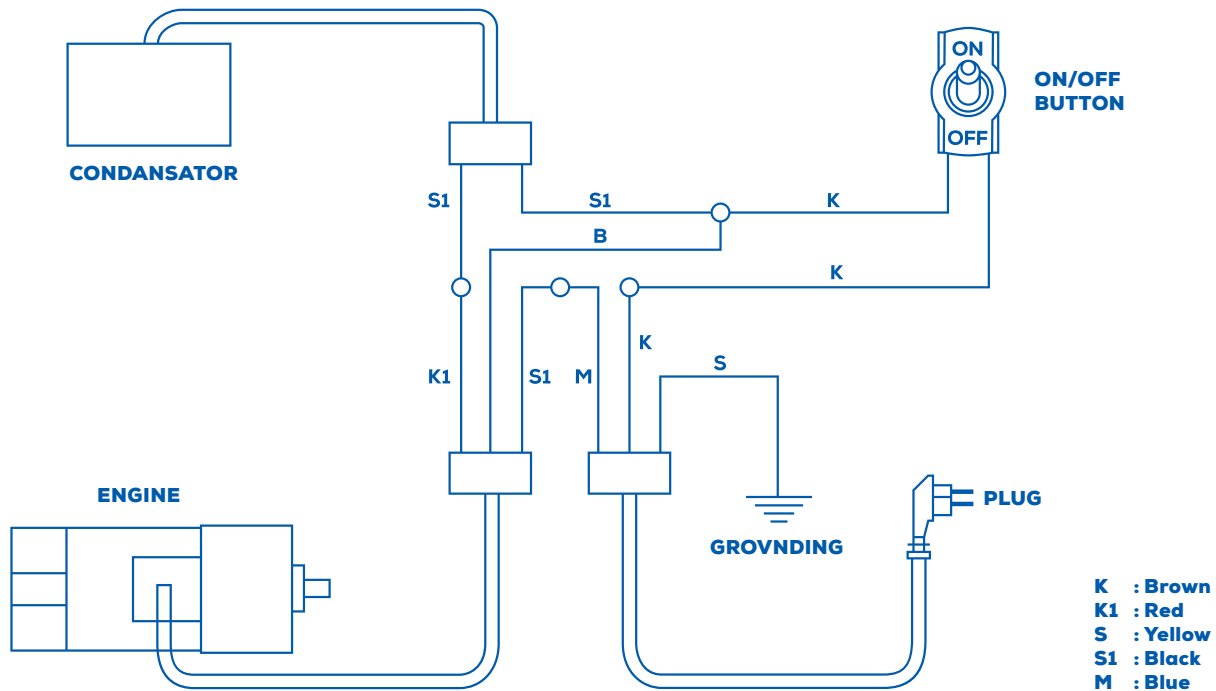 ON
OFF
ON/OFF
BUTTON
CONDANSATOR
S1
S1
K
B
K
K
K1
S1
M
S
ENGINE
PLUG
GROVNDING
K : Brown
K1 : Red
S : Yellow
S1 : Black
M : Blue